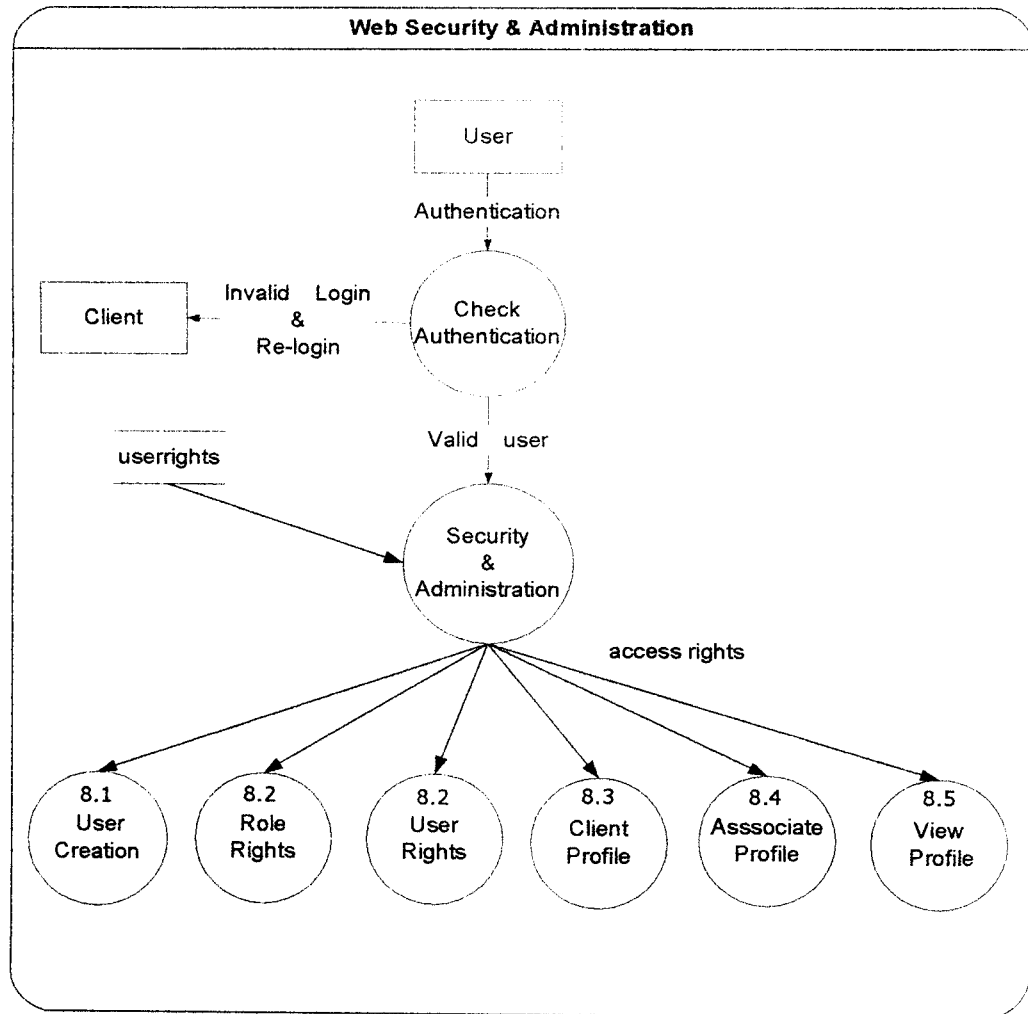 Web Security & Administration
User
Authentication
Invalid Login
&
Re-login
Client
Check
Authentication
Valid user
userrights
Security
&
Administration
access rights
8.1
User
Creation
8.2
Role
Rights
8.2
User
Rights
8.3
Client
Profile
8.4
Asssociate
Profile
8.5
View
Profile